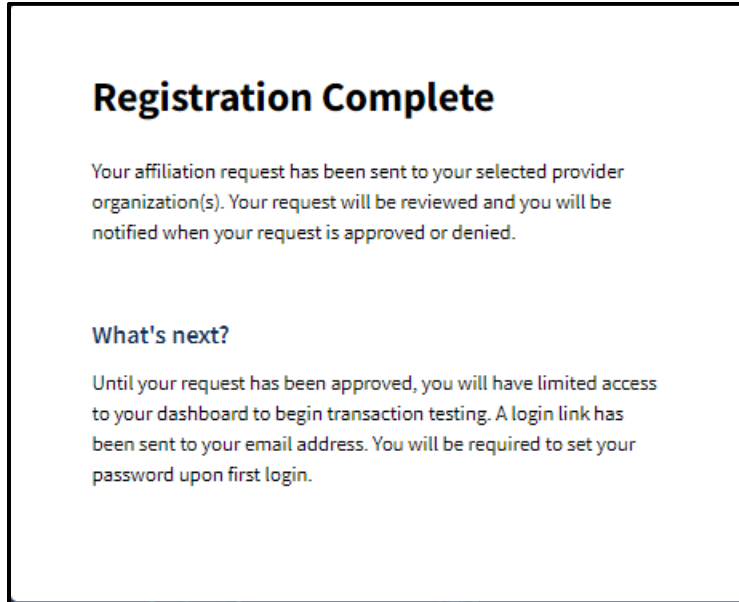 Registration Complete
Your affiliation request has been sent to your selected provider
organization(s). Your request will be reviewed and you will be
notified when your request is approved or denied.
What's next?
Until your request has been approved, you will have limited access
to your dashboard to begin transaction testing. A login link has
been sent to your email address. You will be required to set your
password upon first login.